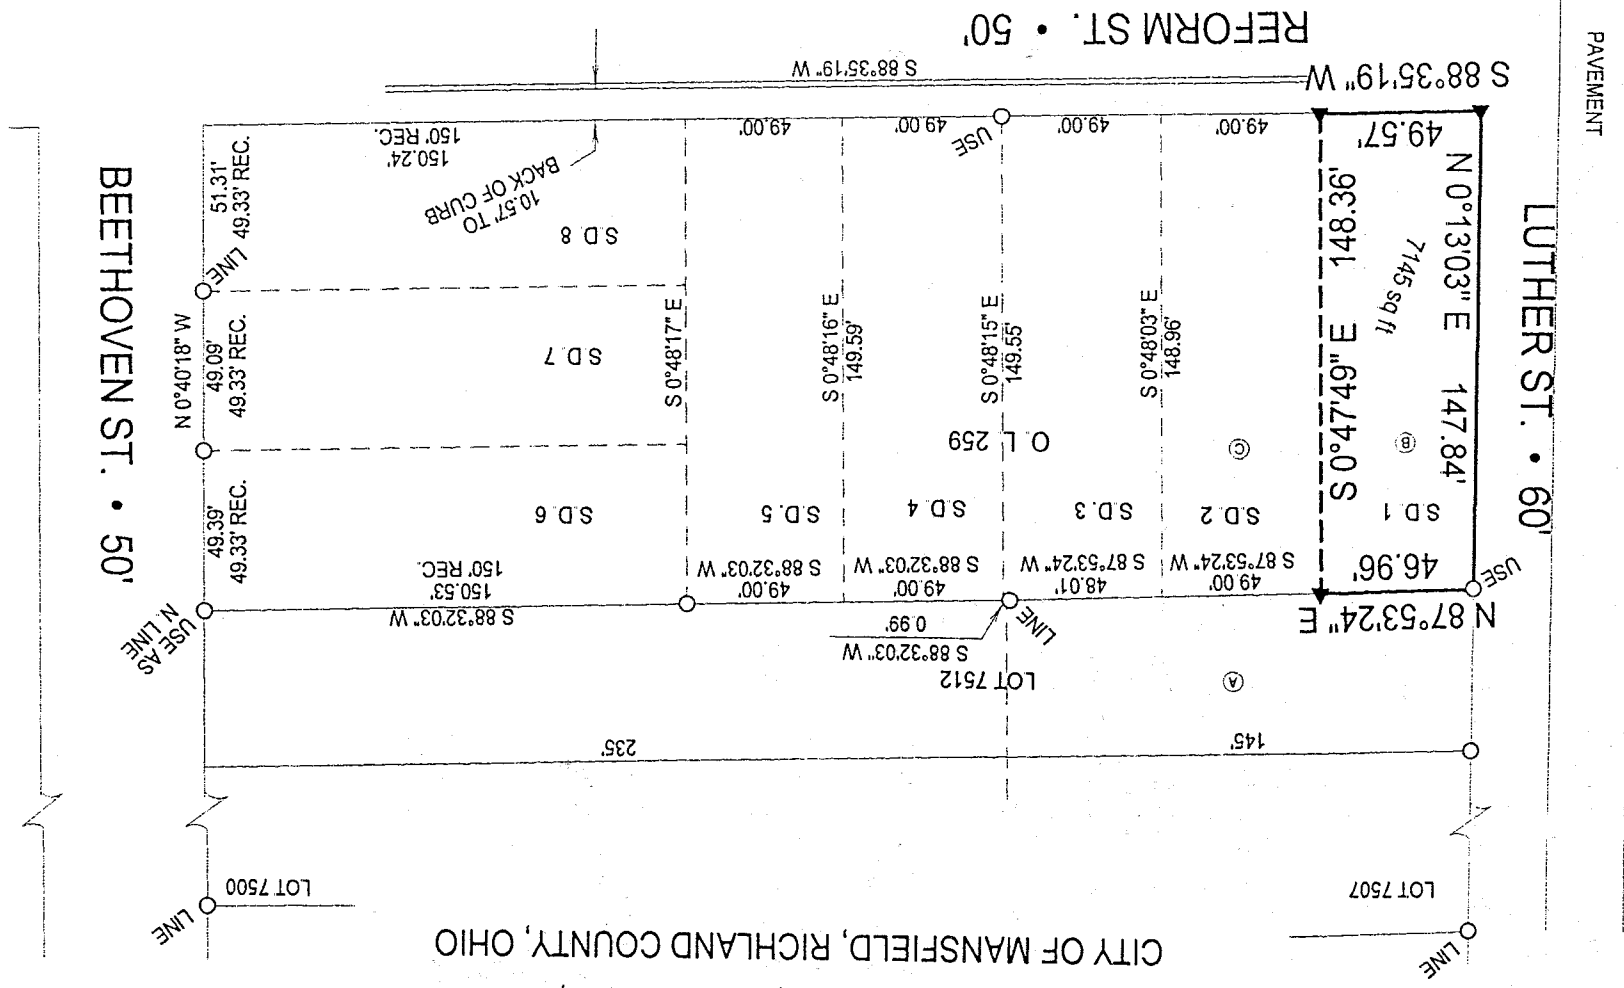 CITY OF MANSFIELD, RICHLAND COUNTY, OHIO
LINE
LOT 7507
LOT 7500
LINE
145'
235'
LOT 7512
Ⓐ
S 88°32'03" W
0.99'
LINE
N 87°53'24" E
USE
46.96'
S 87°53'24" W
49.00'
S 87°53'24" W
48.01'
S 88°32'03" W
49.00'
S 88°32'03" W
49.00'
S 88°32'03" W
150.53'
150' REC.
USE AS
N. LINE
S.D. 1
S.D. 2
S.D. 3
S.D. 4
S.D. 5
S.D. 6
Ⓑ
Ⓒ
O.L. 259
LUTHER ST. • 60'
N 0°13'03" E 147.84'
7145 sq ft
S 0°47'49" E 148.36'
S 0°48'03" E
148.96'
S 0°48'15" E
149.55'
S 0°48'16" E
149.59'
S 0°48'17" E
S.D. 7
S.D. 8
49.39'
49.33' REC.
49.09'
49.33' REC.
N 0°40'18" W
LINE
51.31'
49.33' REC.
BEETHOVEN ST. • 50'
10.57' TO
BACK OF CURB
49.57'
49.00'
49.00'
USE
49.00'
49.00'
150.24'
150' REC.
S 88°35'19" W
S 88°35'19" W
REFORM ST. • 50'
PAVEMENT